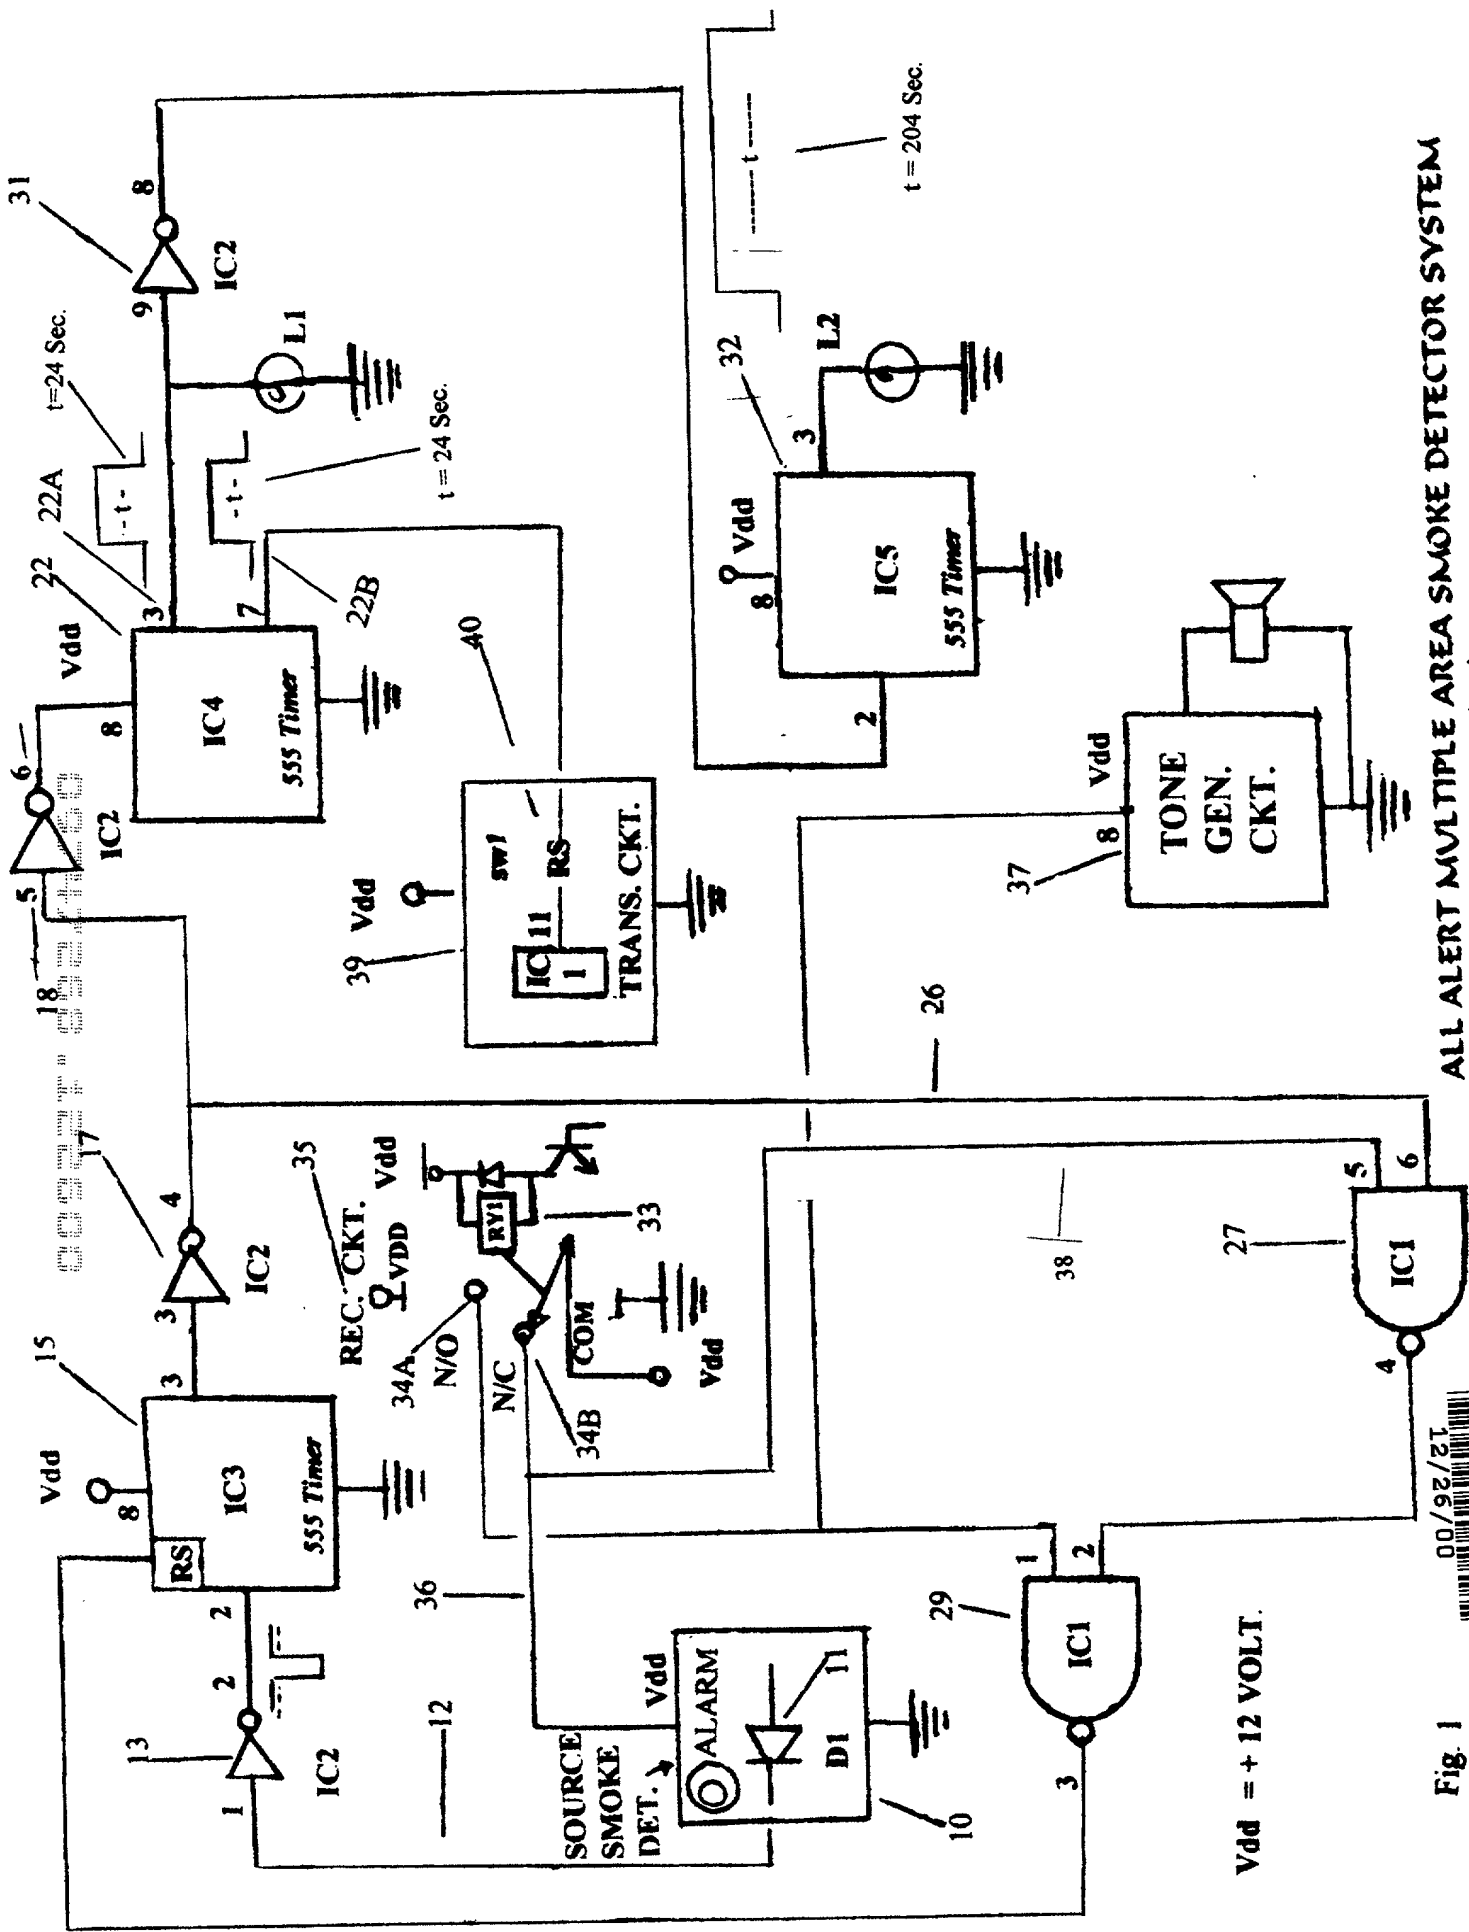 31
8
9
IC2
t=24 Sec.
L1
22A
- t -
22
3
- t -
t = 24 Sec.
Vdd
7
22B
8
IC4
555 Timer
6
5
18
IC2
40
Vdd
sw1
39
IC
1
11
RS
TRANS. CKT.
32
3
L2
Vdd
8
IC5
555 Timer
2
------- t -------
t = 204 Sec.
17
4
3
IC2
15
3
Vdd
8
RS
IC3
555 Timer
2
2
13
1
IC2
35
REC. CKT.
VDD
Vdd
RY1
33
34A
N/O
N/C
COM
34B
Vdd
36
12
SOURCE
SMOKE
DET.
Vdd
ALARM
D1
11
10
26
38
37
8
Vdd
TONE
GEN.
CKT.
27
5
6
IC1
4
29
1
2
IC1
3
Vdd = + 12 VOLT.
Fig. 1
12/26/00
ALL ALERT MULTIPLE AREA SMOKE DETECTOR SYSTEM